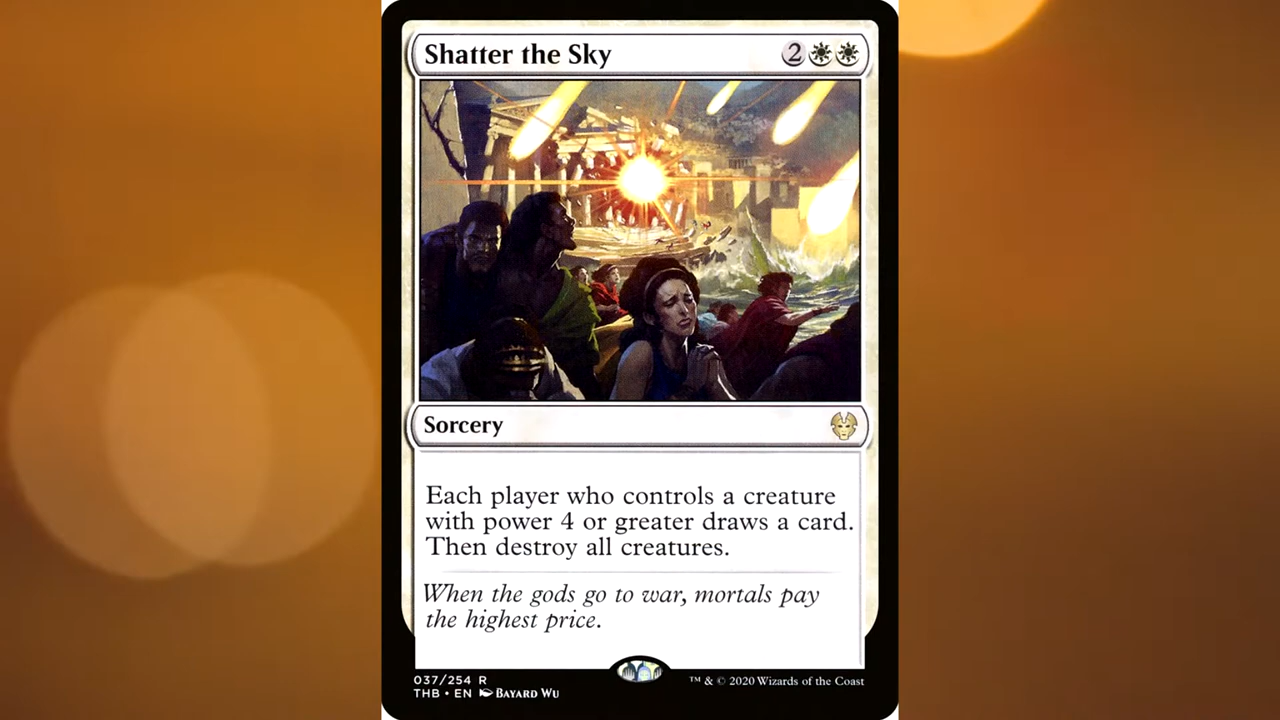 Shatter the Sky 2
Sorcery
Each player who controls a creature
with power 4 or greater draws a card.
Then destroy all creatures.
When the gods go to war, mortals pay
the highest price.
037/254 R
THB • EN Bayard Wu
™ & © 2020 Wizards of the Coast